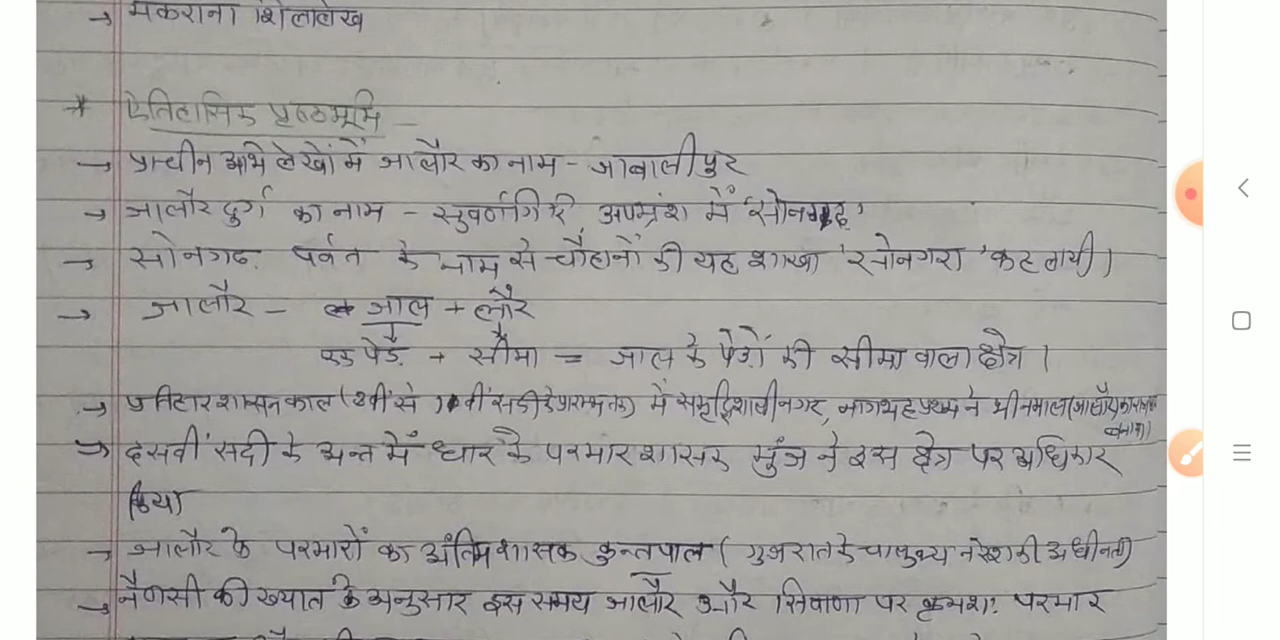 → मकराना शिलालेख
* ऐतिहासिक पृष्ठभूमि –
→ प्राचीन अभिलेखों में जालौर का नाम – जाबालीपुर
→ जालौर दुर्ग का नाम – सुवर्णगिरि अपभ्रंश में 'सोनगढ़'
→ सोनगढ पर्वत के नाम से चौहानों की यह शाखा 'सोनगरा' कहलायी।
→ जालौर – जाल + लौर
एक पेड़ + सीमा = जाल के पेड़ों की सीमा वाला क्षेत्र।
→ प्रतिहार शासनकाल (8वीं से 10वीं सदी के प्रारम्भ तक) में समृद्धिशाली नगर, नागभट्ट प्रथम ने भीनमाल (जालौर) को राजधानी
बनाया।
→ दसवीं सदी के अन्त में धार के परमार शासक मुंज ने इस क्षेत्र पर अधिकार
किया
→ जालौर के परमारों का अंतिम शासक कुन्तपाल (गुजरात के चालुक्य नरेश की अधीनता)
→ नैणसी की ख्यात के अनुसार इस समय जालौर और सिवाणा पर क्रमशः परमार